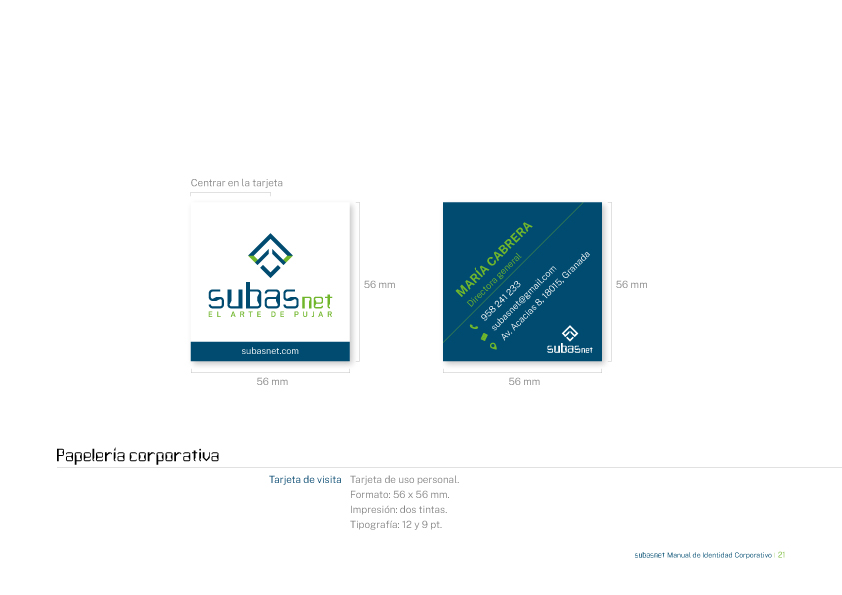 Centrar en la tarjeta
subasnet
EL ARTE DE PUJAR
subasnet.com
56 mm
56 mm
MARÍA CABRERA
Directora general
958 241 233
subasnet@gmail.com
Av. Acacias 8, 18015, Granada
subasnet
56 mm
56 mm
Papelería corporativa
Tarjeta de visita
Tarjeta de uso personal.
Formato: 56 x 56 mm.
Impresión: dos tintas.
Tipografía: 12 y 9 pt.
subasnet Manual de Identidad Corporativo | 21